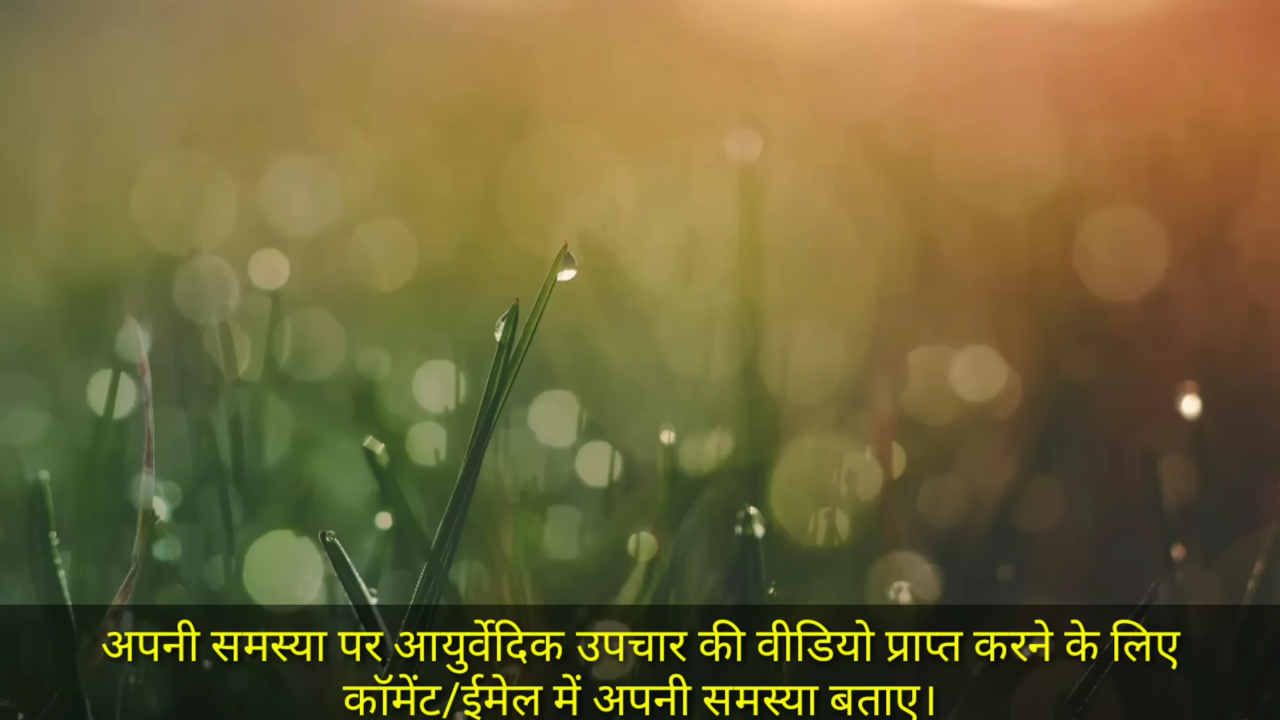 अपनी समस्या पर आयुर्वेदिक उपचार की वीडियो प्राप्त करने के लिए
कॉमेंट/ईमेल में अपनी समस्या बताए।